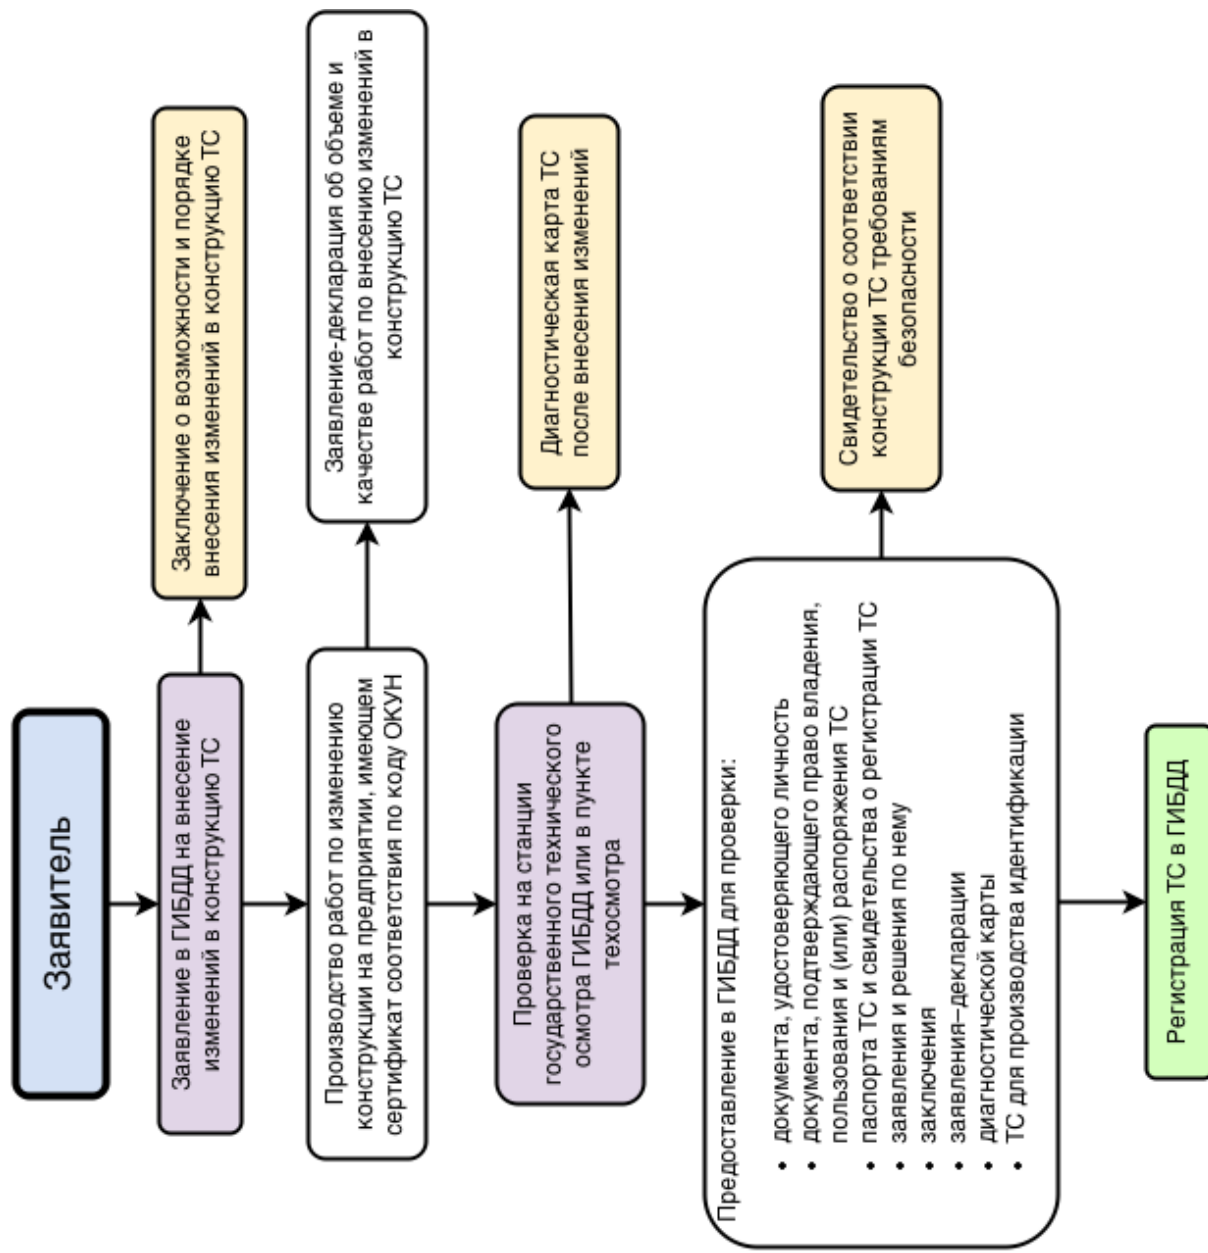 Заявитель
Заявление в ГИБДД на внесение
изменений в конструкцию ТС
Заключение о возможности и порядке
внесения изменений в конструкцию ТС
Производство работ по изменению
конструкции на предприятии, имеющем
сертификат соответствия по коду ОКУН
Заявление-декларация об объеме и
качестве работ по внесению изменений в
конструкцию ТС
Проверка на станции
государственного технического
осмотра ГИБДД или в пункте
техосмотра
Диагностическая карта ТС
после внесения изменений
Предоставление в ГИБДД для проверки:
• документа, удостоверяющего личность
• документа, подтверждающего право владения,
пользования и (или) распоряжения ТС
• паспорта ТС и свидетельства о регистрации ТС
• заявления и решения по нему
• заключения
• заявления–декларации
• диагностической карты
• ТС для производства идентификации
Свидетельство о соответствии
конструкции ТС требованиям
безопасности
Регистрация ТС в ГИБДД